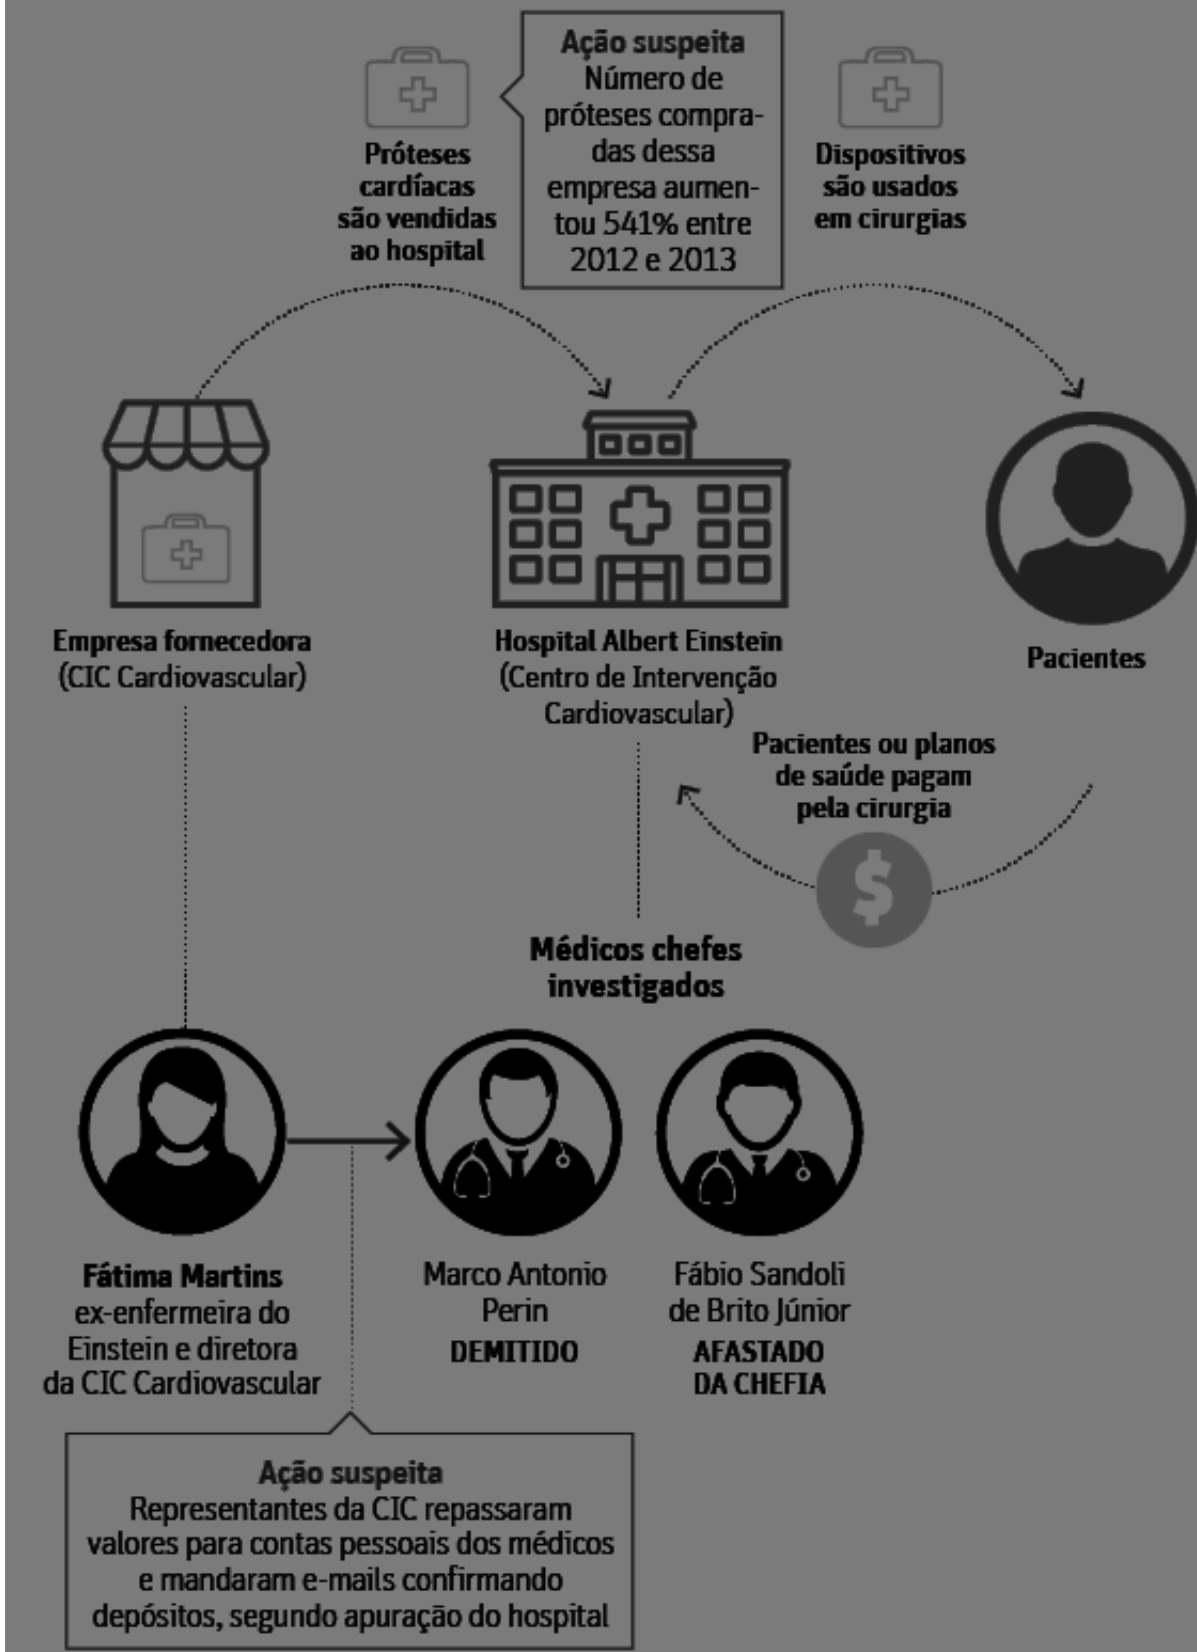 Ação suspeita
Número de
próteses compra-
das dessa
empresa aumen-
tou 541% entre
2012 e 2013
Próteses
cardíacas
são vendidas
ao hospital
Dispositivos
são usados
em cirurgias
Empresa fornecedora
(CIC Cardiovascular)
Hospital Albert Einstein
(Centro de Intervenção
Cardiovascular)
Pacientes
Pacientes ou planos
de saúde pagam
pela cirurgia
$
Médicos chefes
investigados
Fátima Martins
ex-enfermeira do
Einstein e diretora
da CIC Cardiovascular
Marco Antonio
Perin
DEMITIDO
Fábio Sandoli
de Brito Júnior
AFASTADO
DA CHEFIA
Ação suspeita
Representantes da CIC repassaram
valores para contas pessoais dos médicos
e mandaram e-mails confirmando
depósitos, segundo apuração do hospital